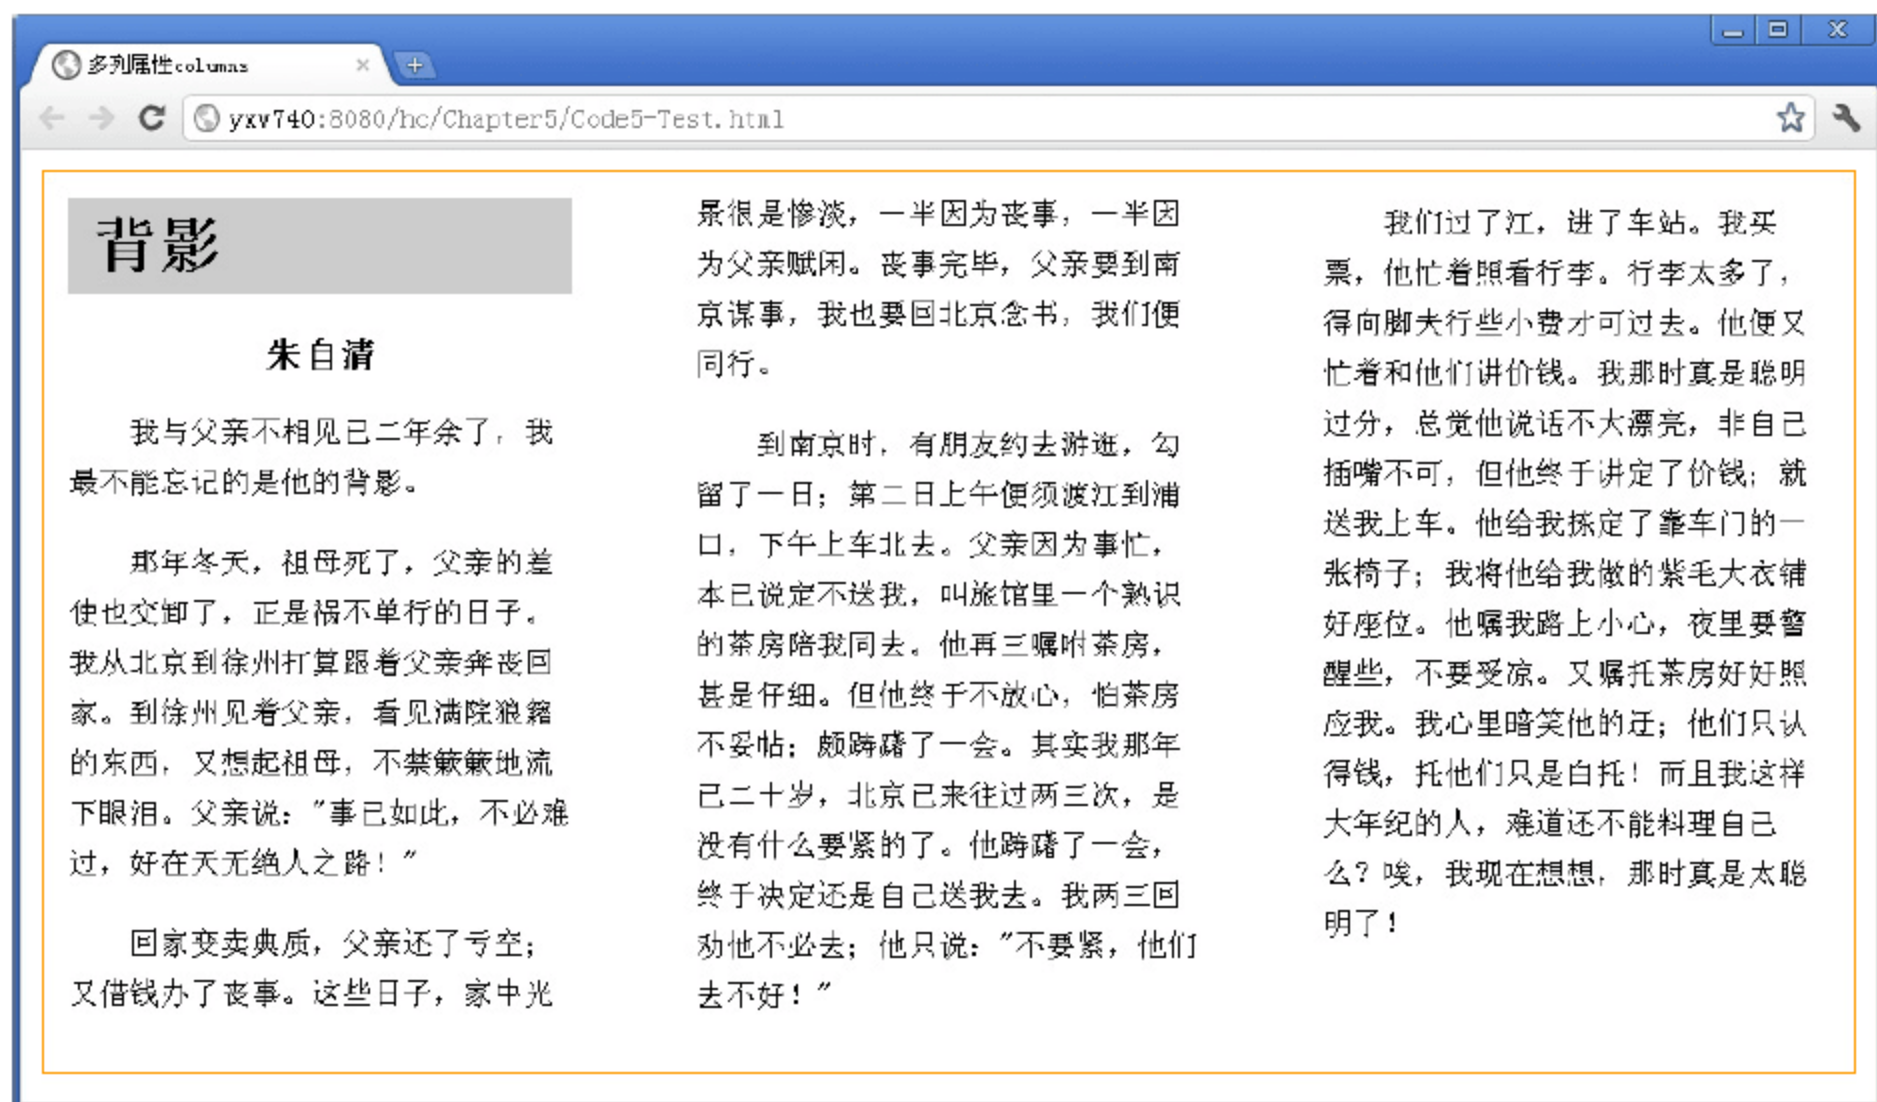 多列属性columns
yxv740:8080/hc/Chapter5/Code5-Test.html
背影
朱自清
我与父亲不相见已二年余了，我
最不能忘记的是他的背影。
那年冬天，祖母死了，父亲的差
使也交卸了，正是祸不单行的日子。
我从北京到徐州打算跟着父亲奔丧回
家。到徐州见着父亲，看见满院狼籍
的东西，又想起祖母，不禁簌簌地流
下眼泪。父亲说："事已如此，不必难
过，好在天无绝人之路！"
回家变卖典质，父亲还了亏空；
又借钱办了丧事。这些日子，家中光
景很是惨淡，一半因为丧事，一半因
为父亲赋闲。丧事完毕，父亲要到南
京谋事，我也要回北京念书，我们便
同行。
到南京时，有朋友约去游逛，勾
留了一日；第二日上午便须渡江到浦
口，下午上车北去。父亲因为事忙，
本已说定不送我，叫旅馆里一个熟识
的茶房陪我同去。他再三嘱咐茶房，
甚是仔细。但他终于不放心，怕茶房
不妥帖；颇踌躇了一会。其实我那年
已二十岁，北京已来往过两三次，是
没有什么要紧的了。他踌躇了一会，
终于决定还是自己送我去。我两三回
劝他不必去；他只说："不要紧，他们
去不好！"
我们过了江，进了车站。我买
票，他忙着照看行李。行李太多了，
得向脚夫行些小费才可过去。他便又
忙着和他们讲价钱。我那时真是聪明
过分，总觉他说话不大漂亮，非自己
插嘴不可，但他终于讲定了价钱；就
送我上车。他给我拣定了靠车门的一
张椅子；我将他给我做的紫毛大衣铺
好座位。他嘱我路上小心，夜里要警
醒些，不要受凉。又嘱托茶房好好照
应我。我心里暗笑他的迂；他们只认
得钱，托他们只是白托！而且我这样
大年纪的人，难道还不能料理自己
么？唉，我现在想想，那时真是太聪
明了！